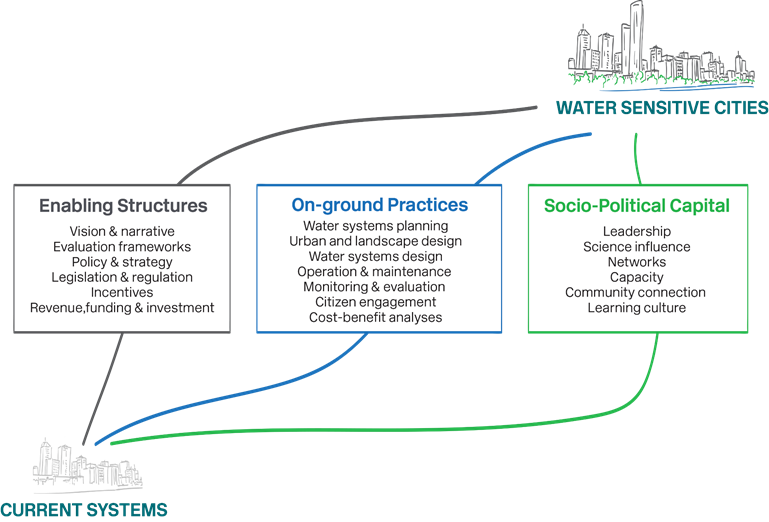 WATER SENSITIVE CITIES
Enabling Structures
Vision & narrative
Evaluation frameworks
Policy & strategy
Legislation & regulation
Incentives
Revenue,funding & investment
On-ground Practices
Water systems planning
Urban and landscape design
Water systems design
Operation & maintenance
Monitoring & evaluation
Citizen engagement
Cost-benefit analyses
Socio-Political Capital
Leadership
Science influence
Networks
Capacity
Community connection
Learning culture
CURRENT SYSTEMS